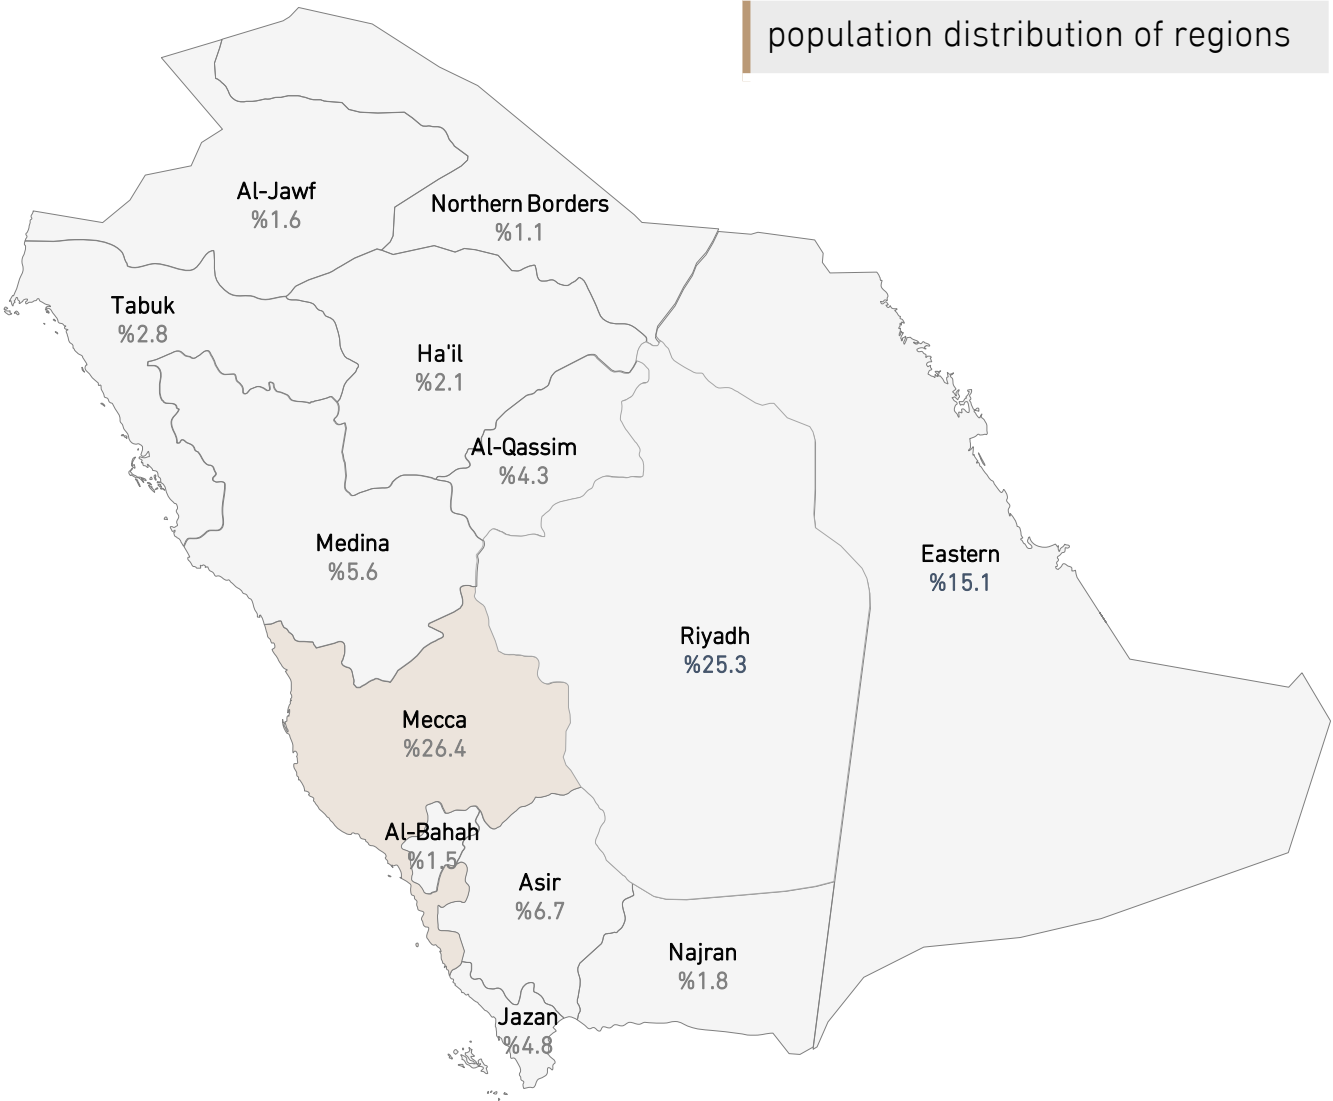 population distribution of regions
Al-Jawf
%1.6
Northern Borders
%1.1
Tabuk
%2.8
Ha'il
%2.1
Al-Qassim
%4.3
Medina
%5.6
Eastern
%15.1
Riyadh
%25.3
Mecca
%26.4
Al-Bahah
%1.5
Asir
%6.7
Najran
%1.8
Jazan
%4.8